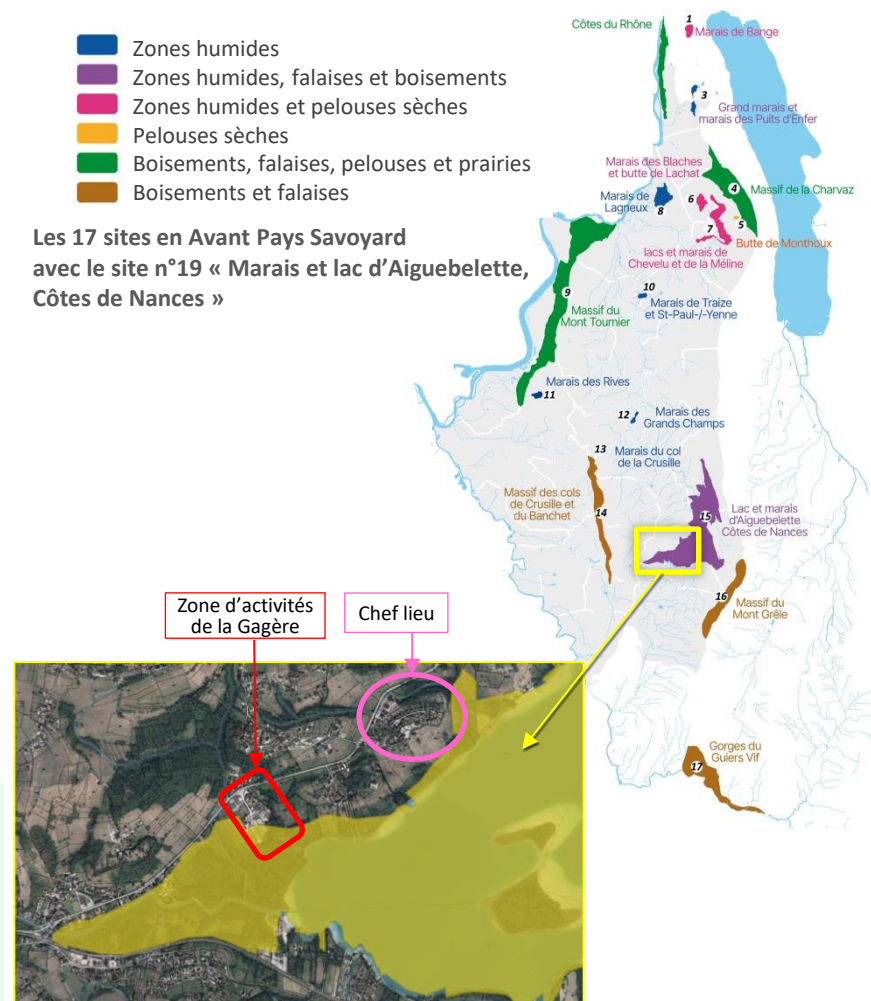 Zones humides
Zones humides, falaises et boisements
Zones humides et pelouses sèches
Pelouses sèches
Boisements, falaises, pelouses et prairies
Boisements et falaises
Les 17 sites en Avant Pays Savoyard
avec le site n°19 « Marais et lac d'Aiguebelette,
Côtes de Nances »
Côtes du Rhône
1
Marais de Bange
3
Grand marais et
marais des Puits d'Enfer
Marais des Blaches
et butte de Lachat
4
Massif de la Charvaz
Marais de
Lagneux
8
6
5
Butte de Monthoux
7
lacs et marais de
Chevelu et de la Méline
9
Massif du
Mont Tournier
10
Marais de Traize
et St-Paul-/-Yenne
11
Marais des Rives
12
Marais des
Grands Champs
13
Marais du col
de la Crusille
Massif des cols
de Crusille et
du Banchet
14
15
Lac et marais
d'Aiguebelette
Côtes de Nances
16
Massif du
Mont Grêle
Gorges du
Guiers Vif
17
Zone d'activités
de la Gagère
Chef lieu